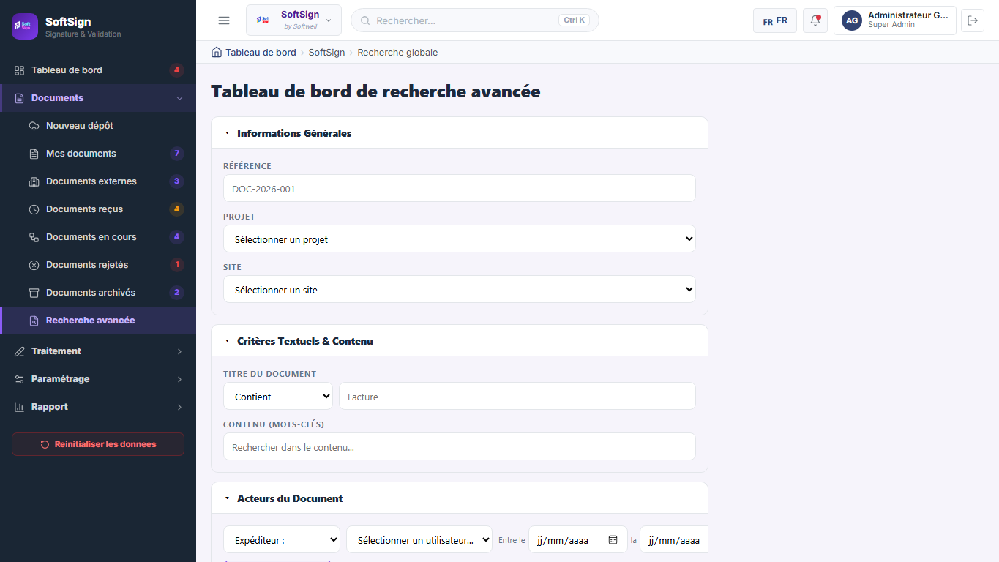 SoftSign
Signature & Validation
Tableau de bord 4
Documents
Nouveau dépôt
Mes documents 7
Documents externes 3
Documents reçus 4
Documents en cours 4
Documents rejetés 1
Documents archivés 2
Recherche avancée
Traitement
Paramétrage
Rapport
Reinitialiser les donnees
SoftSign
by Softwell
Rechercher... Ctrl K
FR FR
AG
Administrateur G...
Super Admin
Tableau de bord › SoftSign › Recherche globale
Tableau de bord de recherche avancée
Informations Générales
RÉFÉRENCE
DOC-2026-001
PROJET
Sélectionner un projet
SITE
Sélectionner un site
Critères Textuels & Contenu
TITRE DU DOCUMENT
Contient Facture
CONTENU (MOTS-CLÉS)
Rechercher dans le contenu...
Acteurs du Document
Expéditeur : Sélectionner un utilisateur... Entre le jj/mm/aaaa la jj/mm/aaaa